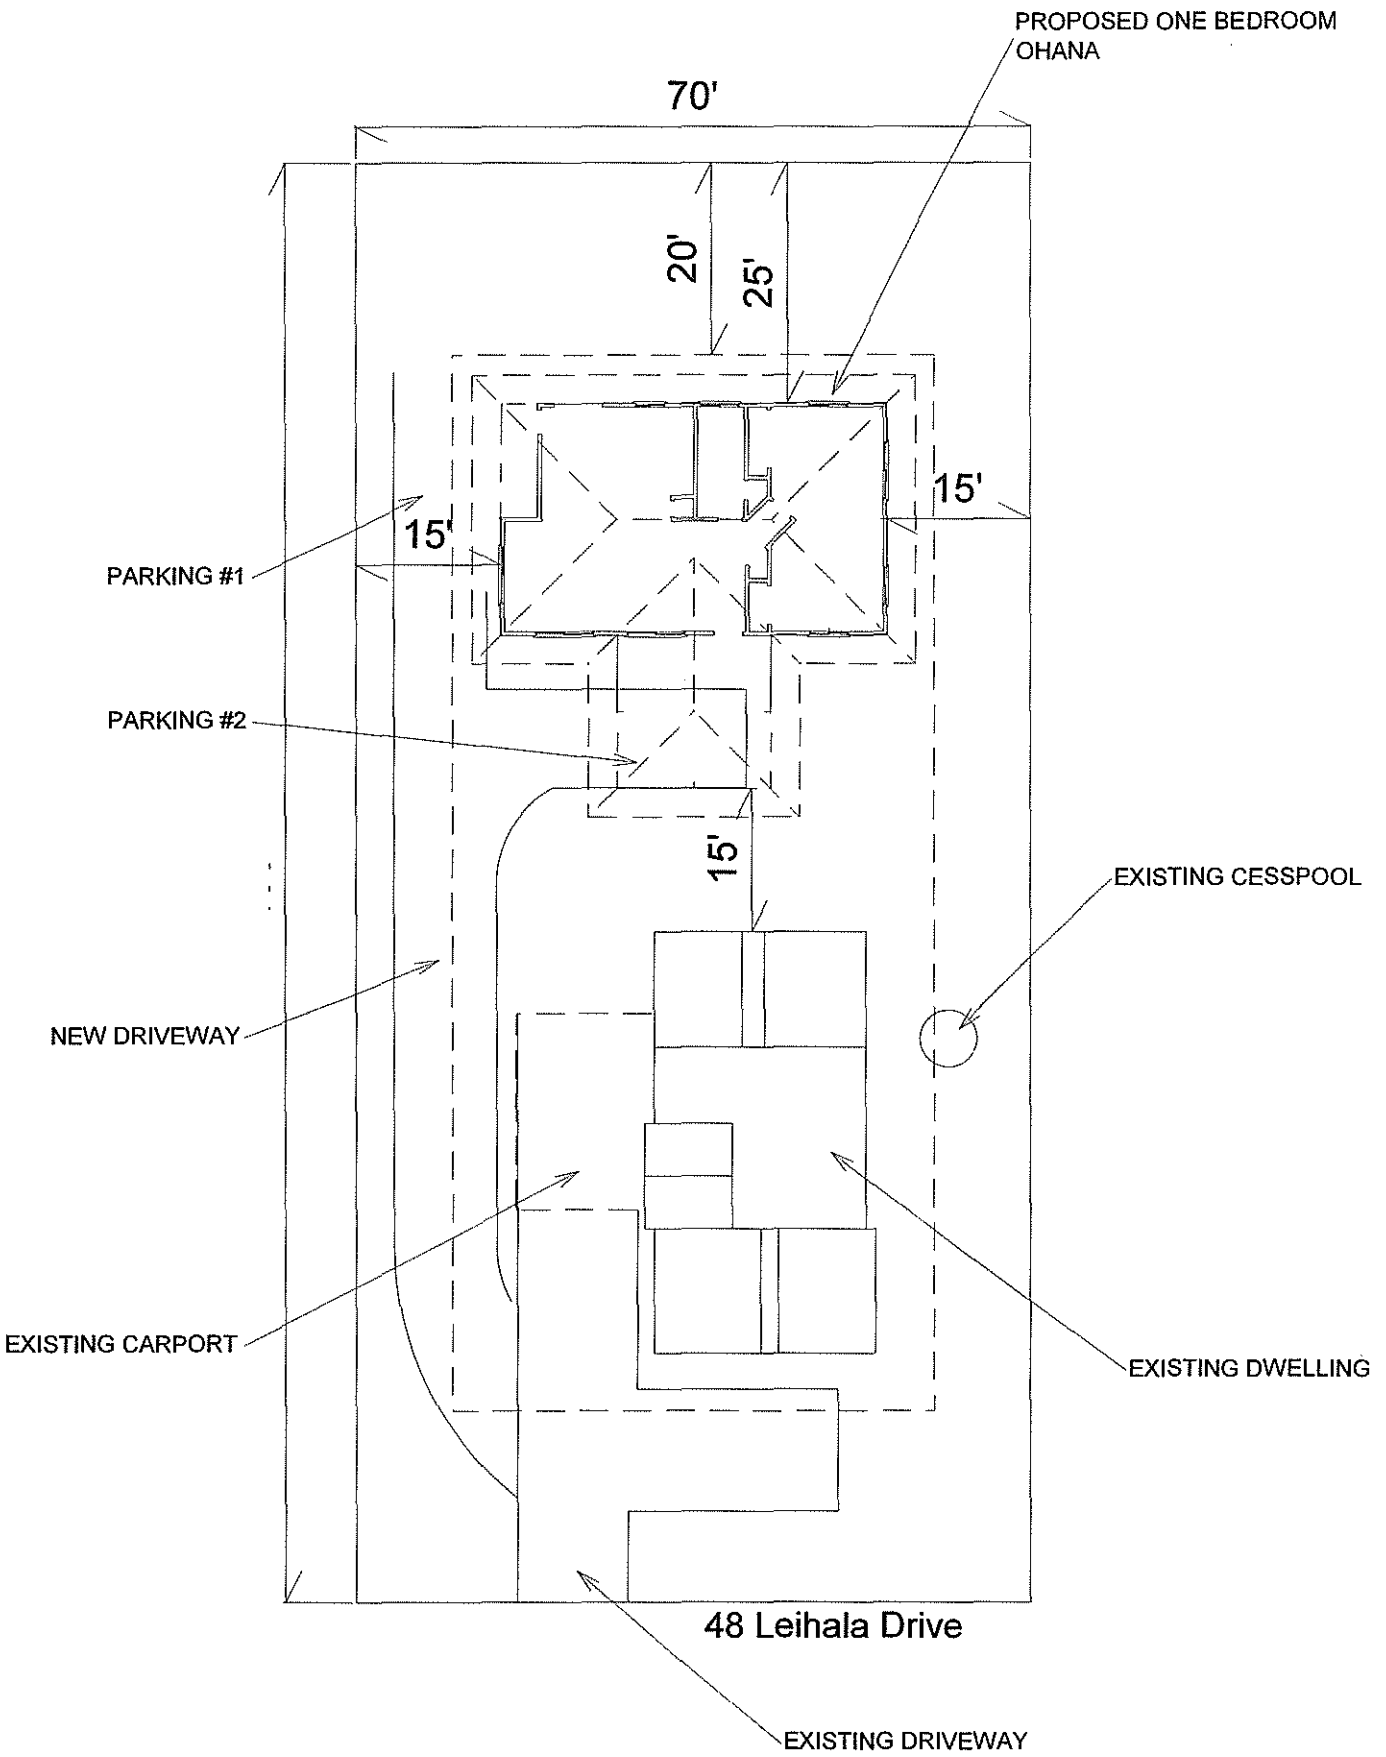 PROPOSED ONE BEDROOM
OHANA
70'
20'
25'
15'
15'
PARKING #1
PARKING #2
15'
EXISTING CESSPOOL
NEW DRIVEWAY
EXISTING CARPORT
EXISTING DWELLING
48 Leihala Drive
EXISTING DRIVEWAY